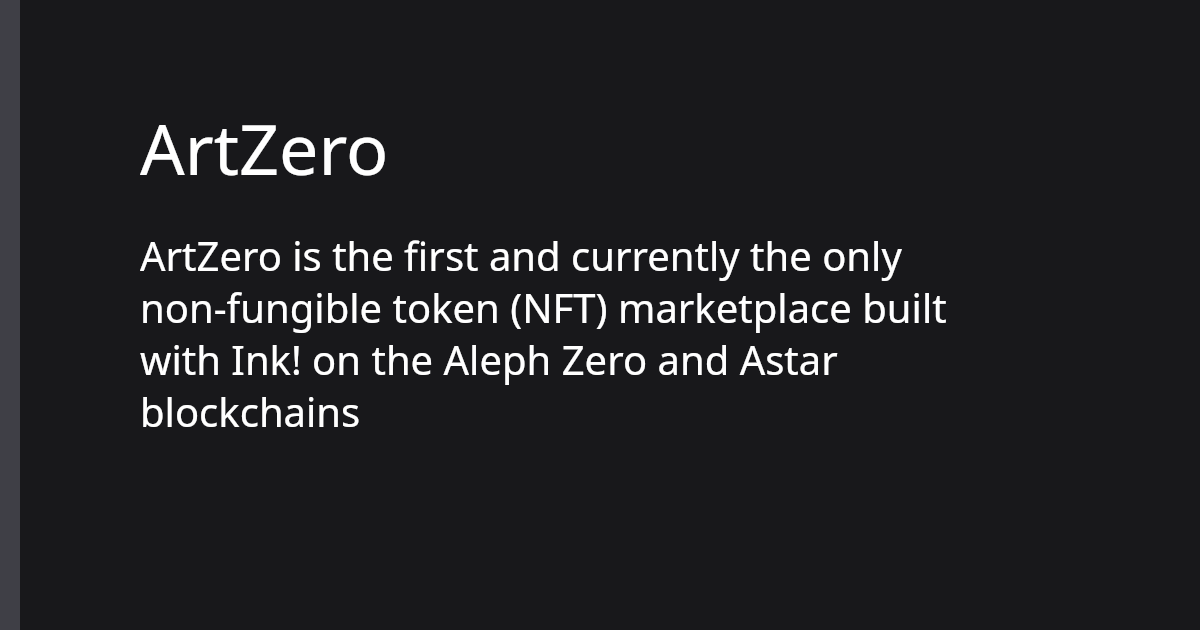 ArtZero
ArtZero is the first and currently the only
non-fungible token (NFT) marketplace built
with Ink! on the Aleph Zero and Astar
blockchains